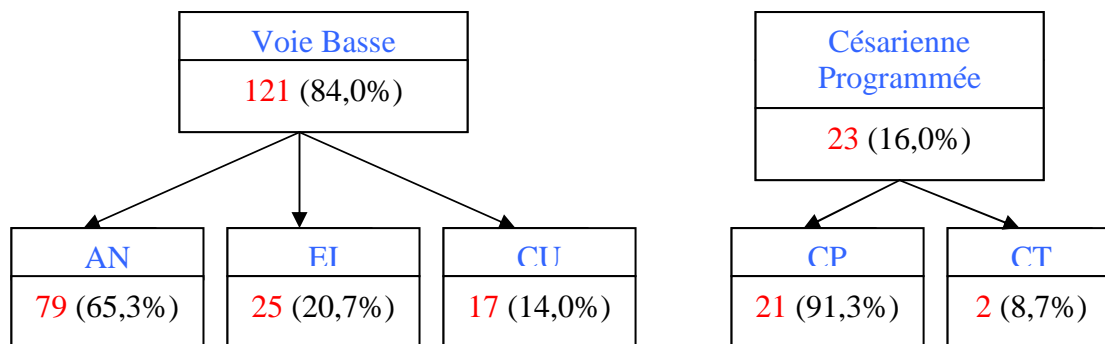 Voie Basse
121 (84,0%)
Césarienne
Programmée
23 (16,0%)
AN
79 (65,3%)
EI
25 (20,7%)
CU
17 (14,0%)
CP
21 (91,3%)
CT
2 (8,7%)